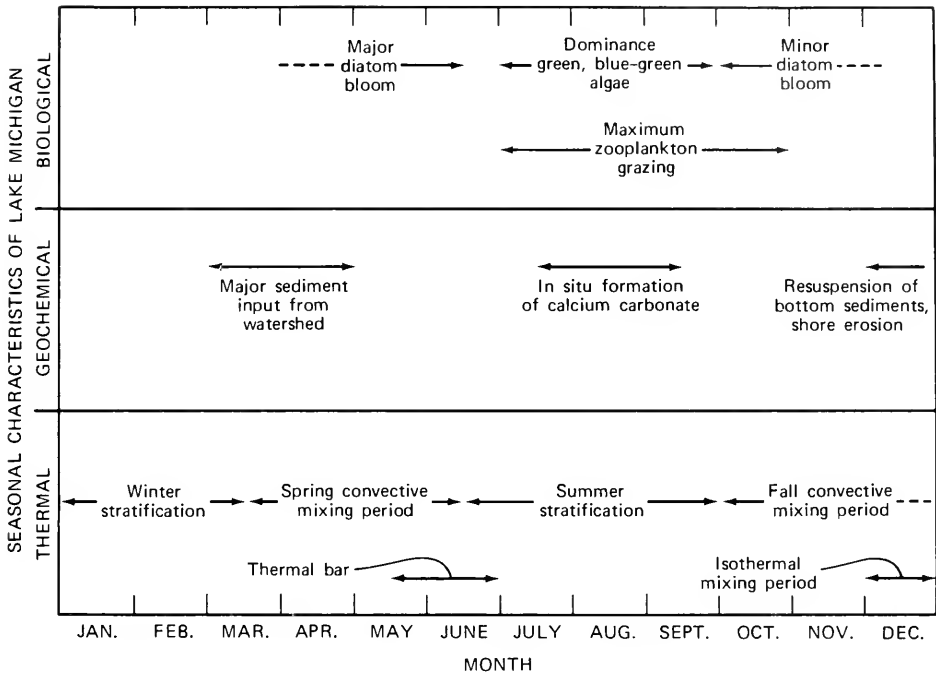 SEASONAL CHARACTERISTICS OF LAKE MICHIGAN
BIOLOGICAL
Major
diatom
bloom
Dominance
green, blue-green
algae
Minor
diatom
bloom
Maximum
zooplankton
grazing
GEOCHEMICAL
Major sediment
input from
watershed
In situ formation
of calcium carbonate
Resuspension of
bottom sediments,
shore erosion
THERMAL
Winter
stratification
Spring convective
mixing period
Summer
stratification
Fall convective
mixing period
Thermal bar
Isothermal
mixing period
JAN. FEB. MAR. APR. MAY JUNE JULY AUG. SEPT. OCT. NOV. DEC.
MONTH